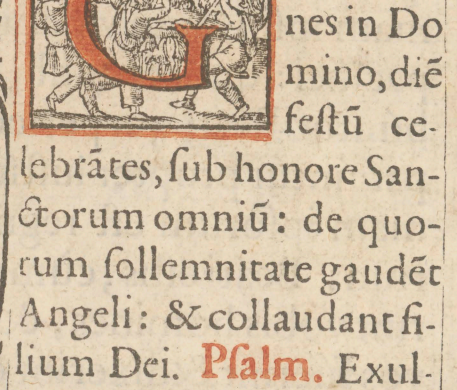 G
nes in Do
mino, diē
feſtū ce-
lebrātes, ſub honore San-
ctorum omniū: de quo-
rum ſollemnitate gaudēt
Angeli: & collaudant fi-
lium Dei. Pſalm. Exul-